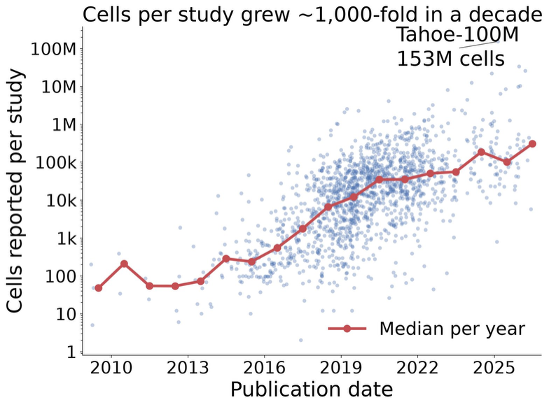 Cells per study grew ~1,000-fold in a decade
Tahoe-100M
153M cells
100M
10M
1M
100k
10k
1k
100
10
1
Cells reported per study
Median per year
2010
2013
2016
2019
2022
2025
Publication date